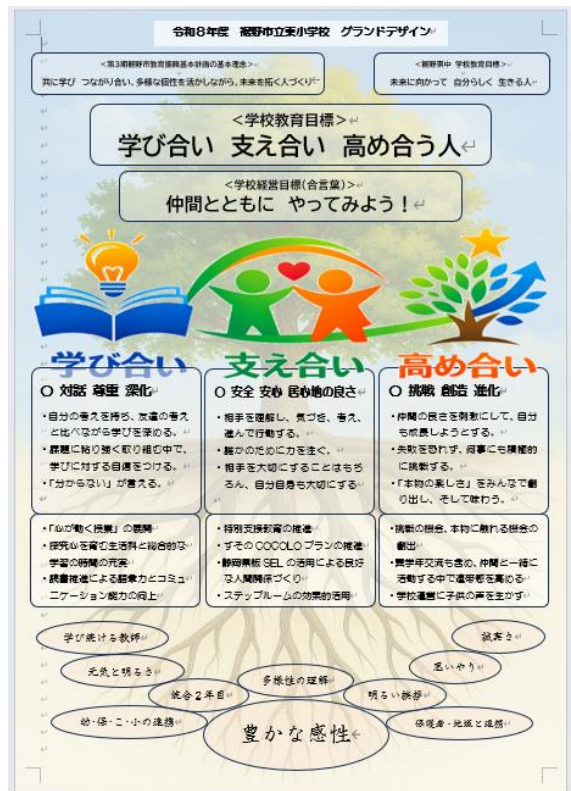 令和8年度 裾野市立東小学校 グランドデザイン
<第3期裾野市教育振興基本計画の基本理念>
共に学び つながり合い、多様な個性を活かしながら、未来を拓く人づくり
<裾野東中 学校教育目標>
未来に向かって 自分らしく 生きる人
<学校教育目標>
学び合い 支え合い 高め合う人
<学校経営目標(合言葉)>
仲間とともに やってみよう！
学び合い
〇 対話 尊重 深化
・自分の考えを持ち、友達の考え
と比べながら学びを深める。
・課題に粘り強く取り組む中で、
学びに対する自信をつける。
・「分からない」が言える。
・「心が動く授業」の展開
・探究心を育む生活科と総合的な
学習の時間の充実
・読書推進による語彙力とコミュ
ニケーション能力の向上
支え合い
〇 安全 安心 居心地の良さ
・相手を理解し、気づき、考え、
進んで行動する。
・誰かのために力を注ぐ。
・相手を大切にすることはもち
ろん、自分自身も大切にする
・特別支援教育の推進
・すそのCOCOLOプランの推進
・静岡県版SELの活用による良好
な人間関係づくり
・ステップルームの効果的活用
高め合い
〇 挑戦 創造 進化
・仲間の良さを刺激にして、自分
も成長しようとする。
・失敗を恐れず、何事にも積極的
に挑戦する。
・「本物の楽しさ」をみんなで創
り出し、そして味わう。
・挑戦の機会、本物に触れる機会の
創出
・異学年交流も含め、仲間と一緒に
活動する中で連帯感を高める
・学校運営に子供の声を生かす
学び続ける教師
誠実さ
元気と明るさ
思いやり
多様性の理解
統合2年目
明るい挨拶
幼・保・こ・小の連携
豊かな感性
保護者・地域と連携